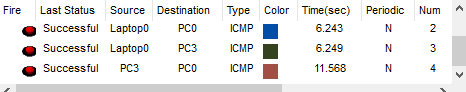 Fire Last Status Source Destination Type Color Time(sec) Periodic Num
Successful Laptop0 PC0 ICMP 6.243 N 2
Successful Laptop0 PC3 ICMP 6.249 N 3
Successful PC3 PC0 ICMP 11.568 N 4